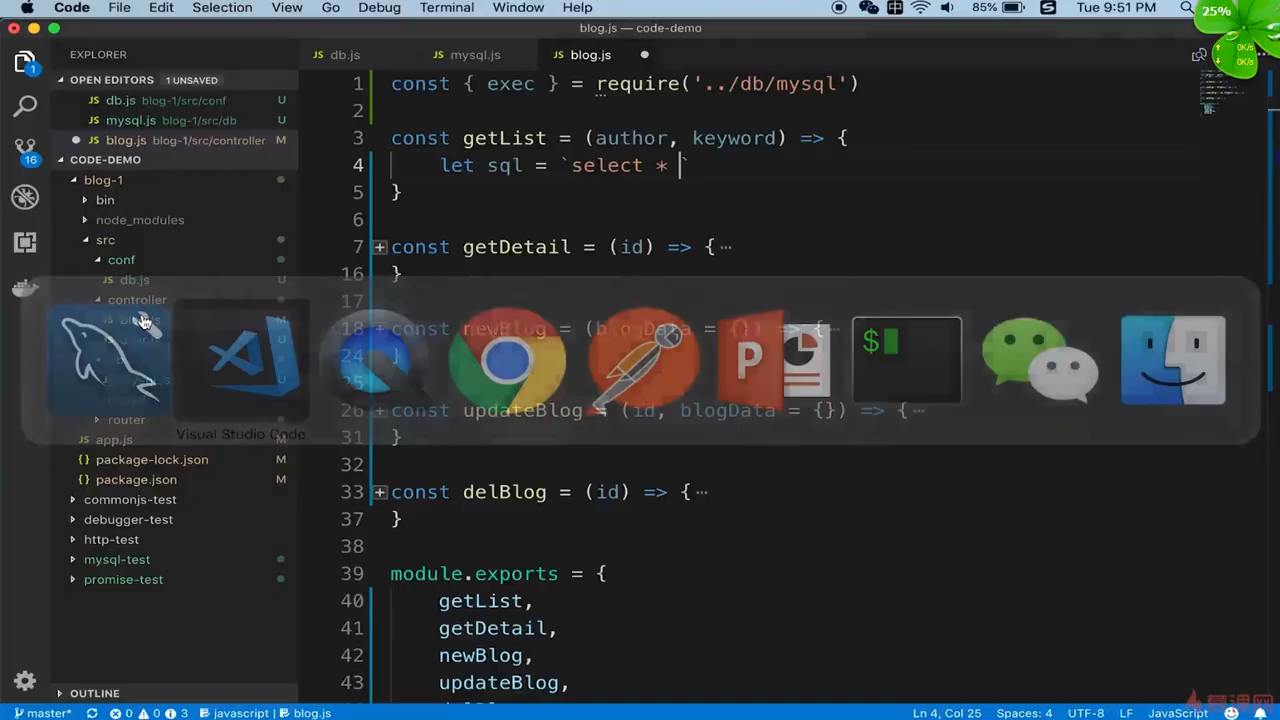 Code File Edit Selection View Go Debug Terminal Window Help 中 85% S Tue 9:51 PM 25%
blog.js — code-demo
0K/s
0K/s
EXPLORER
OPEN EDITORS 1 UNSAVED
db.js blog-1/src/conf U
mysql.js blog-1/src/db U
blog.js blog-1/src/controller M
CODE-DEMO
blog-1
bin
node_modules
src
conf
db.js U
controller
router
app.js M
package-lock.json M
package.json M
commonjs-test
debugger-test
http-test
mysql-test
promise-test
OUTLINE
1
16
JS db.js JS mysql.js JS blog.js
1 const { exec } = require('../db/mysql')
2
3 const getList = (author, keyword) => {
4 let sql = `select * `
5 }
6
7 const getDetail = (id) => {
16 }
17
18 const newBlog = (blogData = {}) => {
24 }
25
26 const updateBlog = (id, blogData = {}) => {
31 }
32
33 const delBlog = (id) => {
37 }
38
39 module.exports = {
40 getList,
41 getDetail,
42 newBlog,
43 updateBlog,
P
$
Visual Studio Code
master* 0 0 3 javascript | blog.js Ln 4, Col 25 Spaces: 4 UTF-8 LF JavaScript